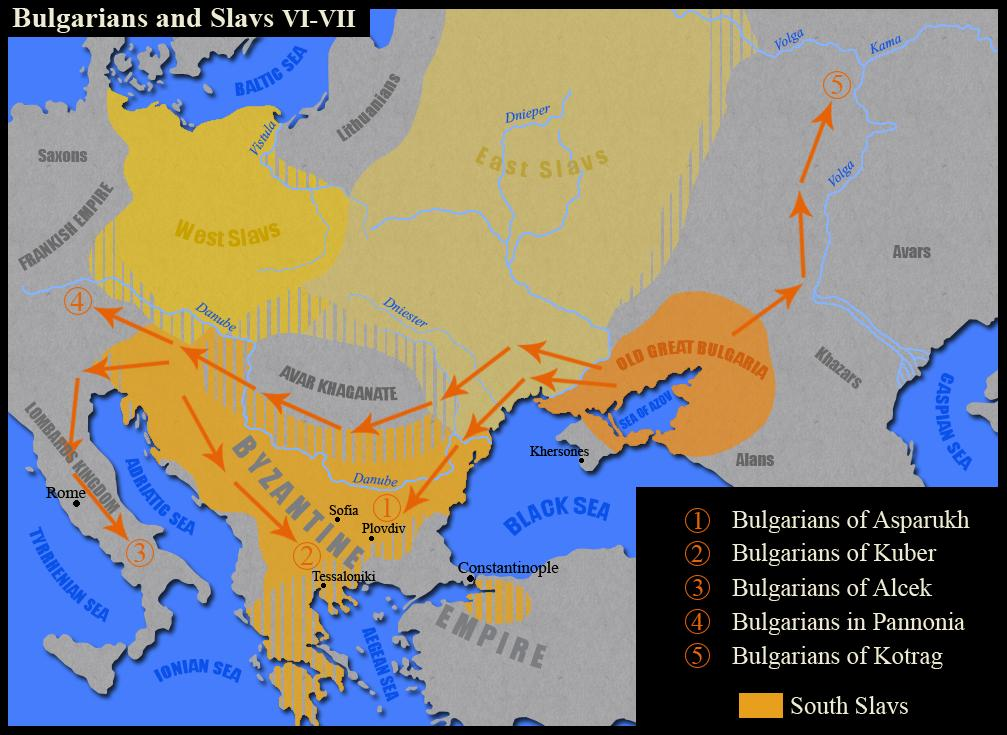 Bulgarians and Slavs VI-VII
BALTIC SEA
Volga
Kama
5
Lithuanians
Dnieper
Vistula
Saxons
East Slavs
Volga
FRANKISH EMPIRE
West Slavs
Avars
4
Danube
Dniester
OLD GREAT BULGARIA
AVAR KHAGANATE
Khazars
SEA OF AZOV
CASPIAN SEA
LOMBARDS KINGDOM
BYZANTINE
Khersones
Alans
ADRIATIC SEA
Danube
Rome
1
Sofia
BLACK SEA
Plovdiv
3
2
TYRRHENIAN SEA
Tessaloniki
Constantinople
EMPIRE
IONIAN SEA
AEGEAN SEA
1 Bulgarians of Asparukh
2 Bulgarians of Kuber
3 Bulgarians of Alcek
4 Bulgarians in Pannonia
5 Bulgarians of Kotrag
South Slavs